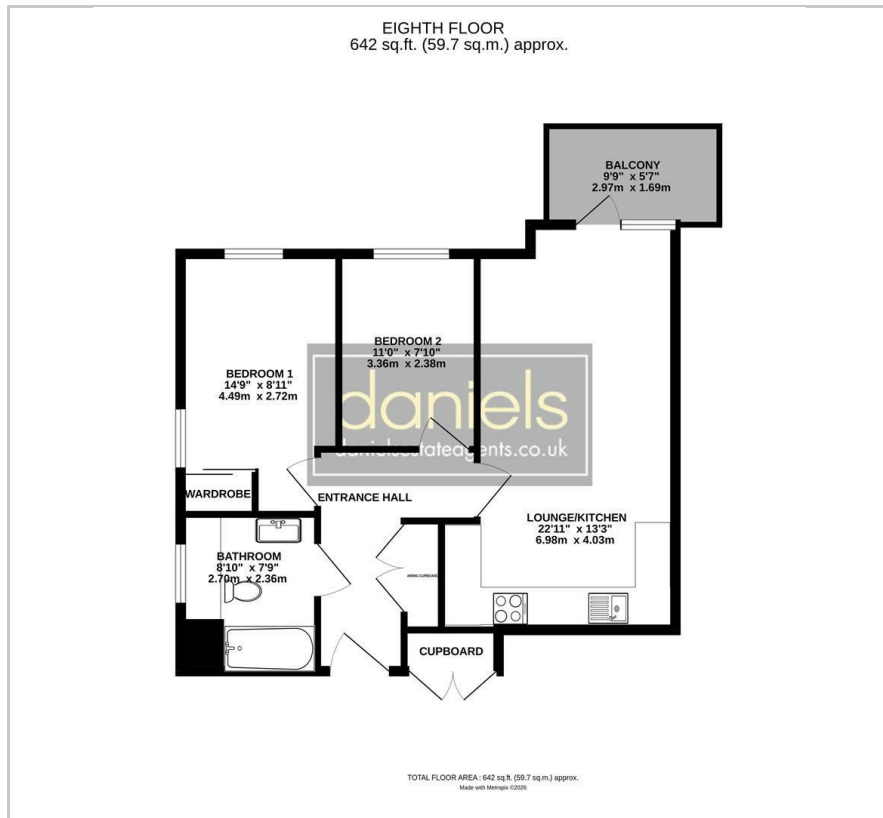 EIGHTH FLOOR
642 sq.ft. (59.7 sq.m.) approx.
BALCONY
9'9" x 5'7"
2.97m x 1.69m
BEDROOM 2
11'0" x 7'10"
3.36m x 2.38m
BEDROOM 1
14'9" x 8'11"
4.49m x 2.72m
daniels
danielsestateagents.co.uk
WARDROBE
ENTRANCE HALL
LOUNGE/KITCHEN
22'11" x 13'3"
6.98m x 4.03m
BATHROOM
8'10" x 7'9"
2.70m x 2.36m
AIRING CUPBOARD
CUPBOARD
TOTAL FLOOR AREA : 642 sq.ft. (59.7 sq.m.) approx.
Made with Metropix ©2026